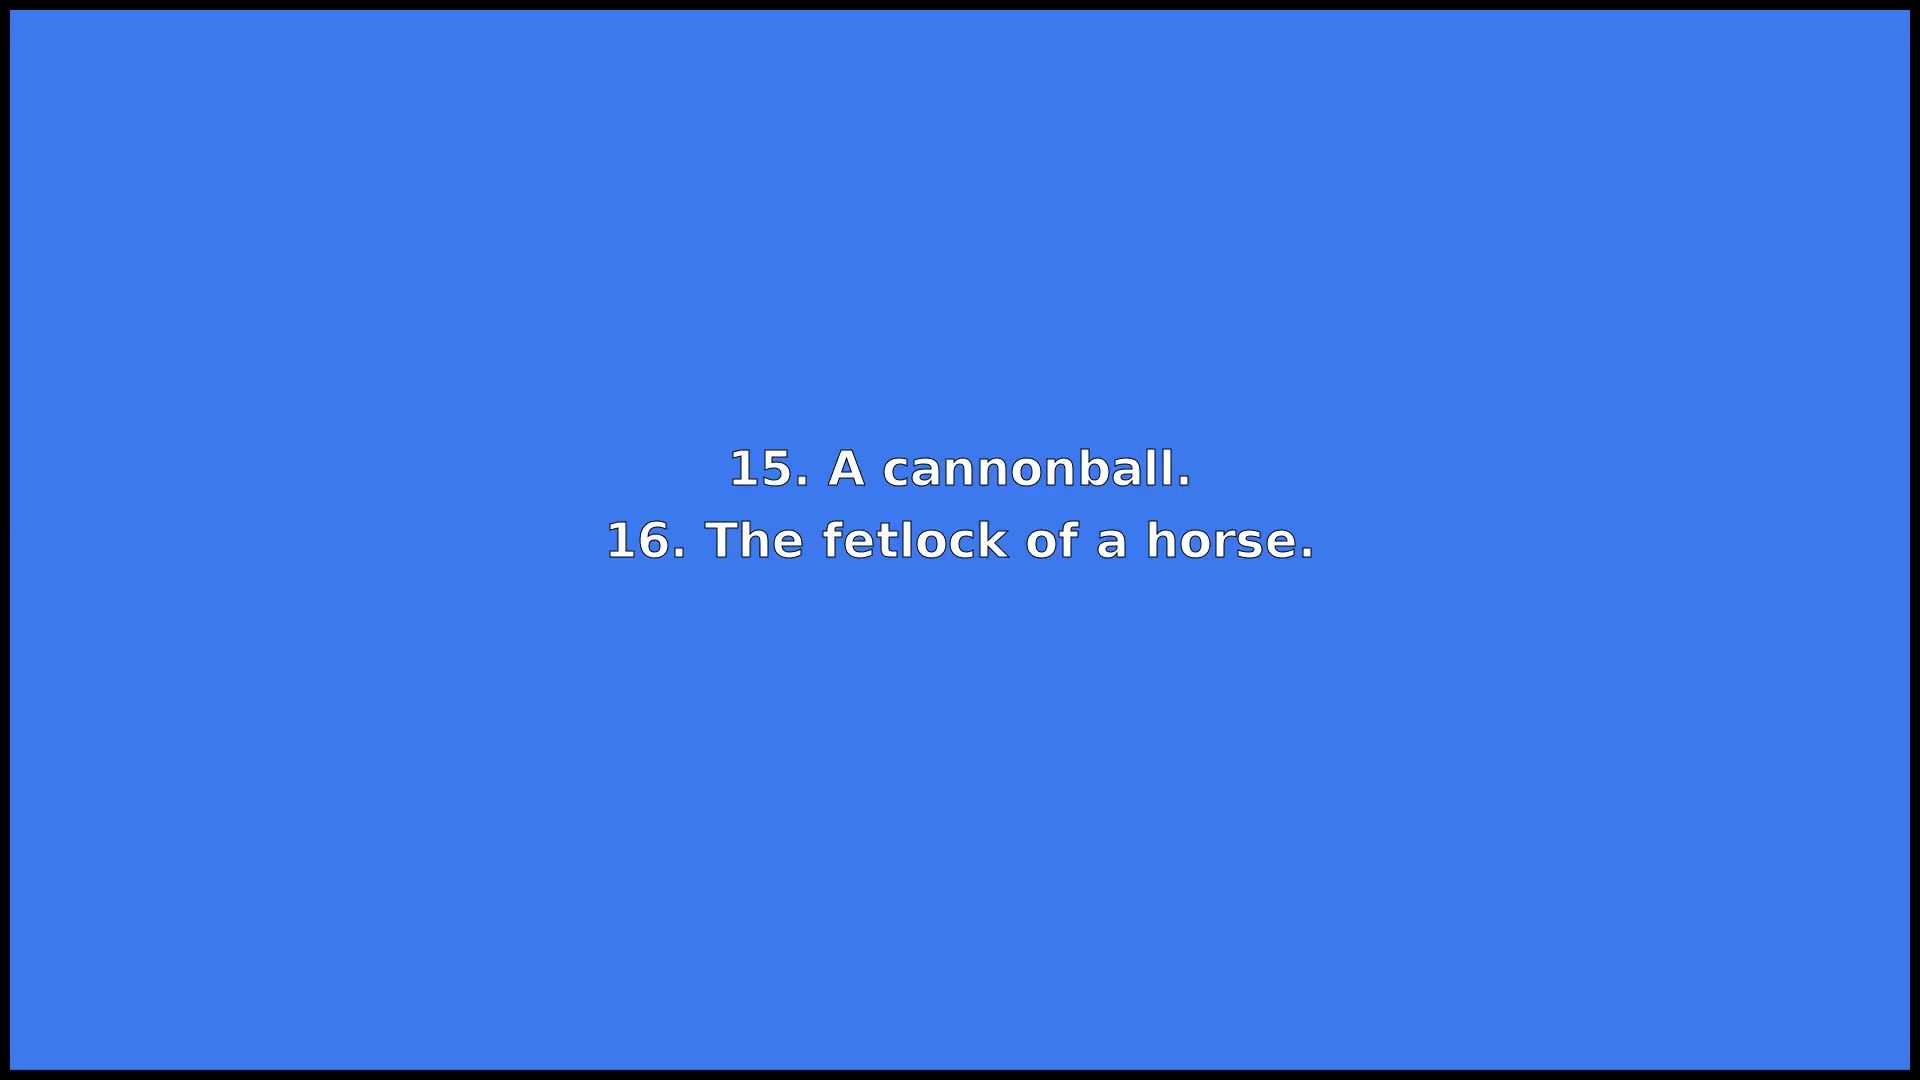 15. A cannonball.
16. The fetlock of a horse.